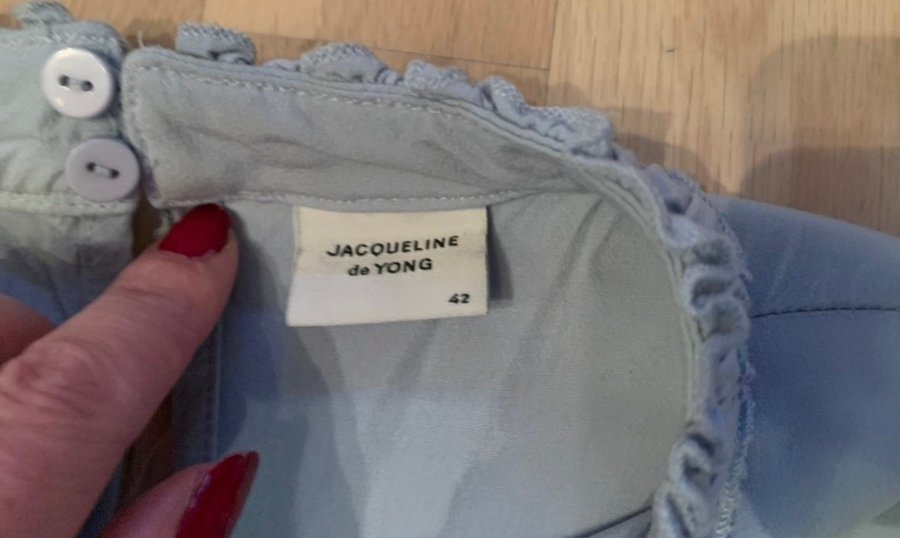 JACQUELINE
de YONG
42